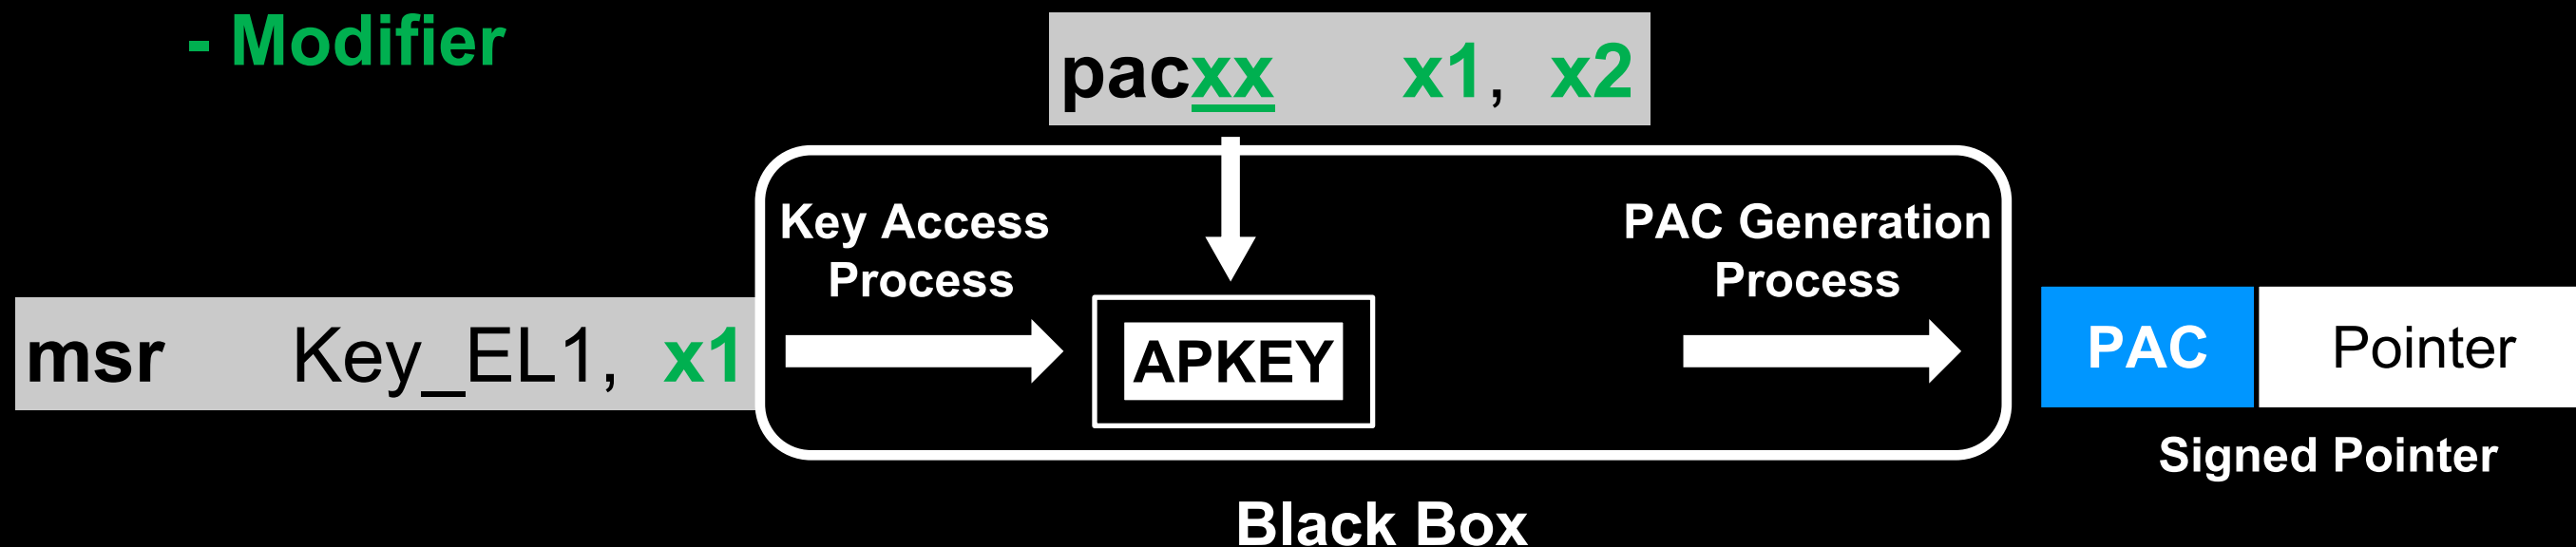 - Modifier
pacxx x1, x2
Key Access
Process
PAC Generation
Process
msr Key_EL1, x1
APKEY
PAC
Pointer
Signed Pointer
Black Box